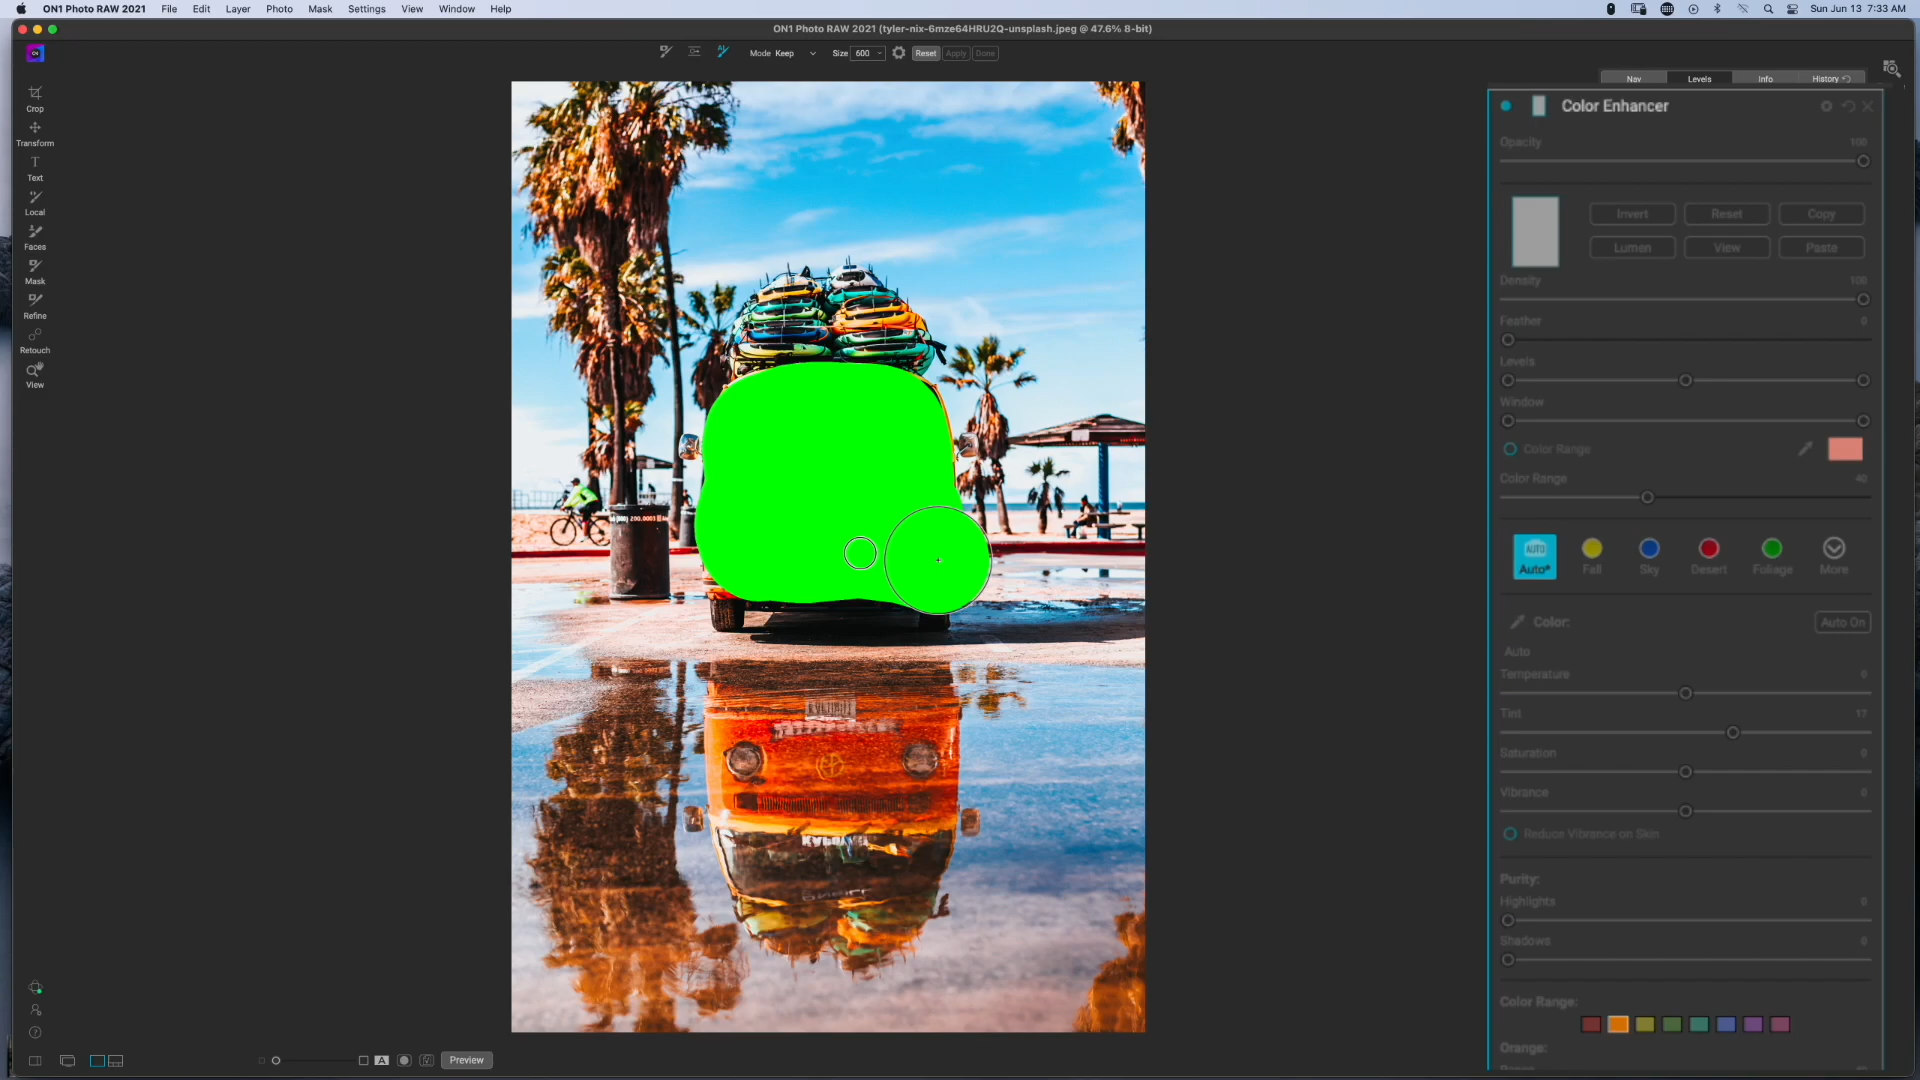 ON1 Photo RAW 2021 File Edit Layer Photo Mask Settings View Window Help Sun Jun 13 7:33 AM
ON1 Photo RAW 2021 (tyler-nix-6mze64HRU2Q-unsplash.jpeg @ 47.6% 8-bit)
Mode Keep Size 600 Reset Apply Done
Nav Levels Info History
Crop
Transform
Text
Local
Faces
Mask
Refine
Retouch
View
Color Enhancer
Opacity 100
Invert Reset Copy
Lumen View Paste
Density 100
Feather 0
Levels
Window
Color Range
Color Range 40
AUTO
Auto* Fall Sky Desert Foliage More
Color: Auto On
Auto
Temperature 0
Tint 17
Saturation 0
Vibrance 0
Reduce Vibrance on Skin
Purity:
Highlights 0
Shadows 0
Color Range:
Orange:
A Preview